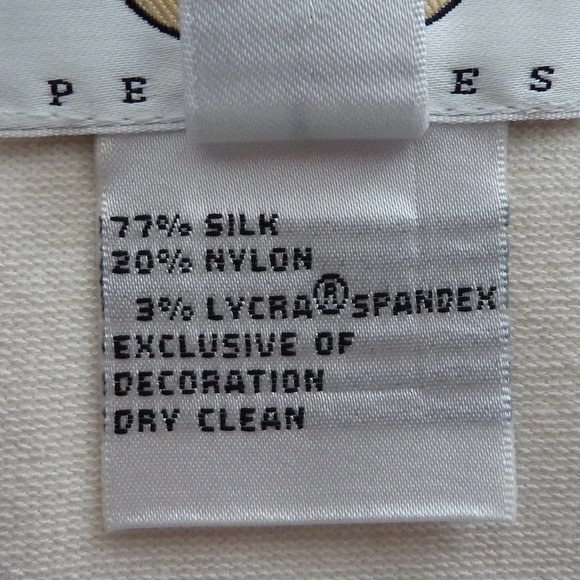 P E E S
77% SILK
20% NYLON
3% LYCRA® SPANDEX
EXCLUSIVE OF
DECORATION
DRY CLEAN